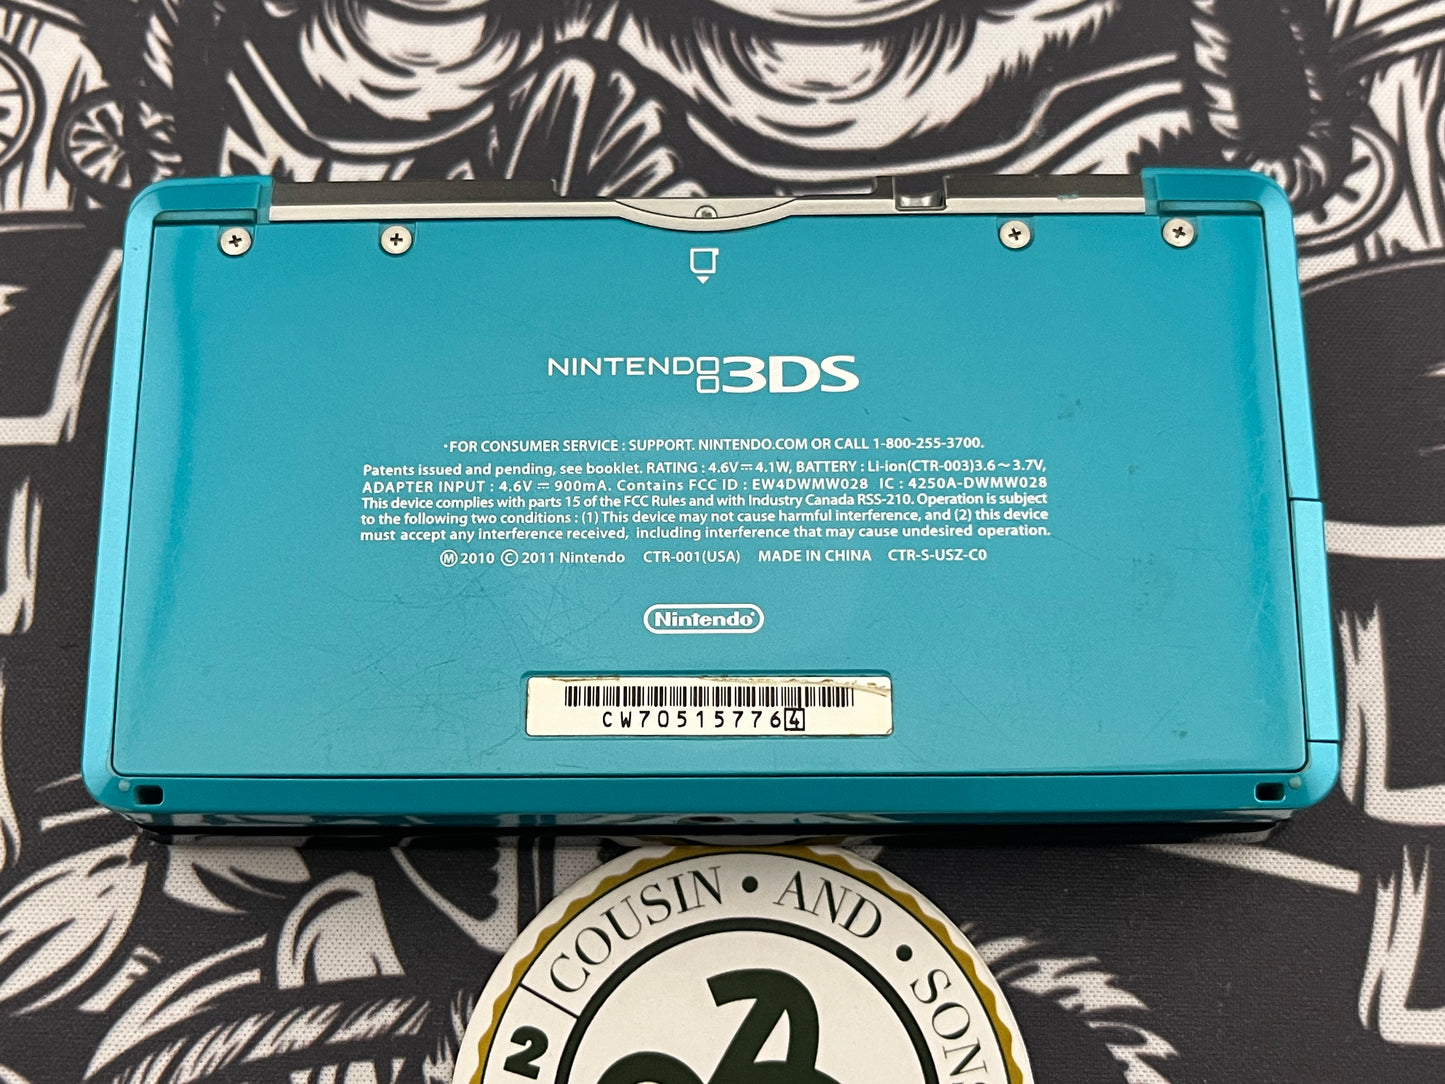 NINTENDO 3DS
•FOR CONSUMER SERVICE : SUPPORT. NINTENDO.COM OR CALL 1-800-255-3700.
Patents issued and pending, see booklet. RATING : 4.6V⎓4.1W, BATTERY : Li-ion(CTR-003)3.6～3.7V,
ADAPTER INPUT : 4.6V ⎓ 900mA. Contains FCC ID : EW4DWMW028 IC : 4250A-DWMW028
This device complies with parts 15 of the FCC Rules and with Industry Canada RSS-210. Operation is subject
to the following two conditions : (1) This device may not cause harmful interference, and (2) this device
must accept any interference received, including interference that may cause undesired operation.
Ⓜ 2010 © 2011 Nintendo CTR-001(USA) MADE IN CHINA CTR-S-USZ-C0
Nintendo®
CW705157764
COUSIN • AND • SONS
2